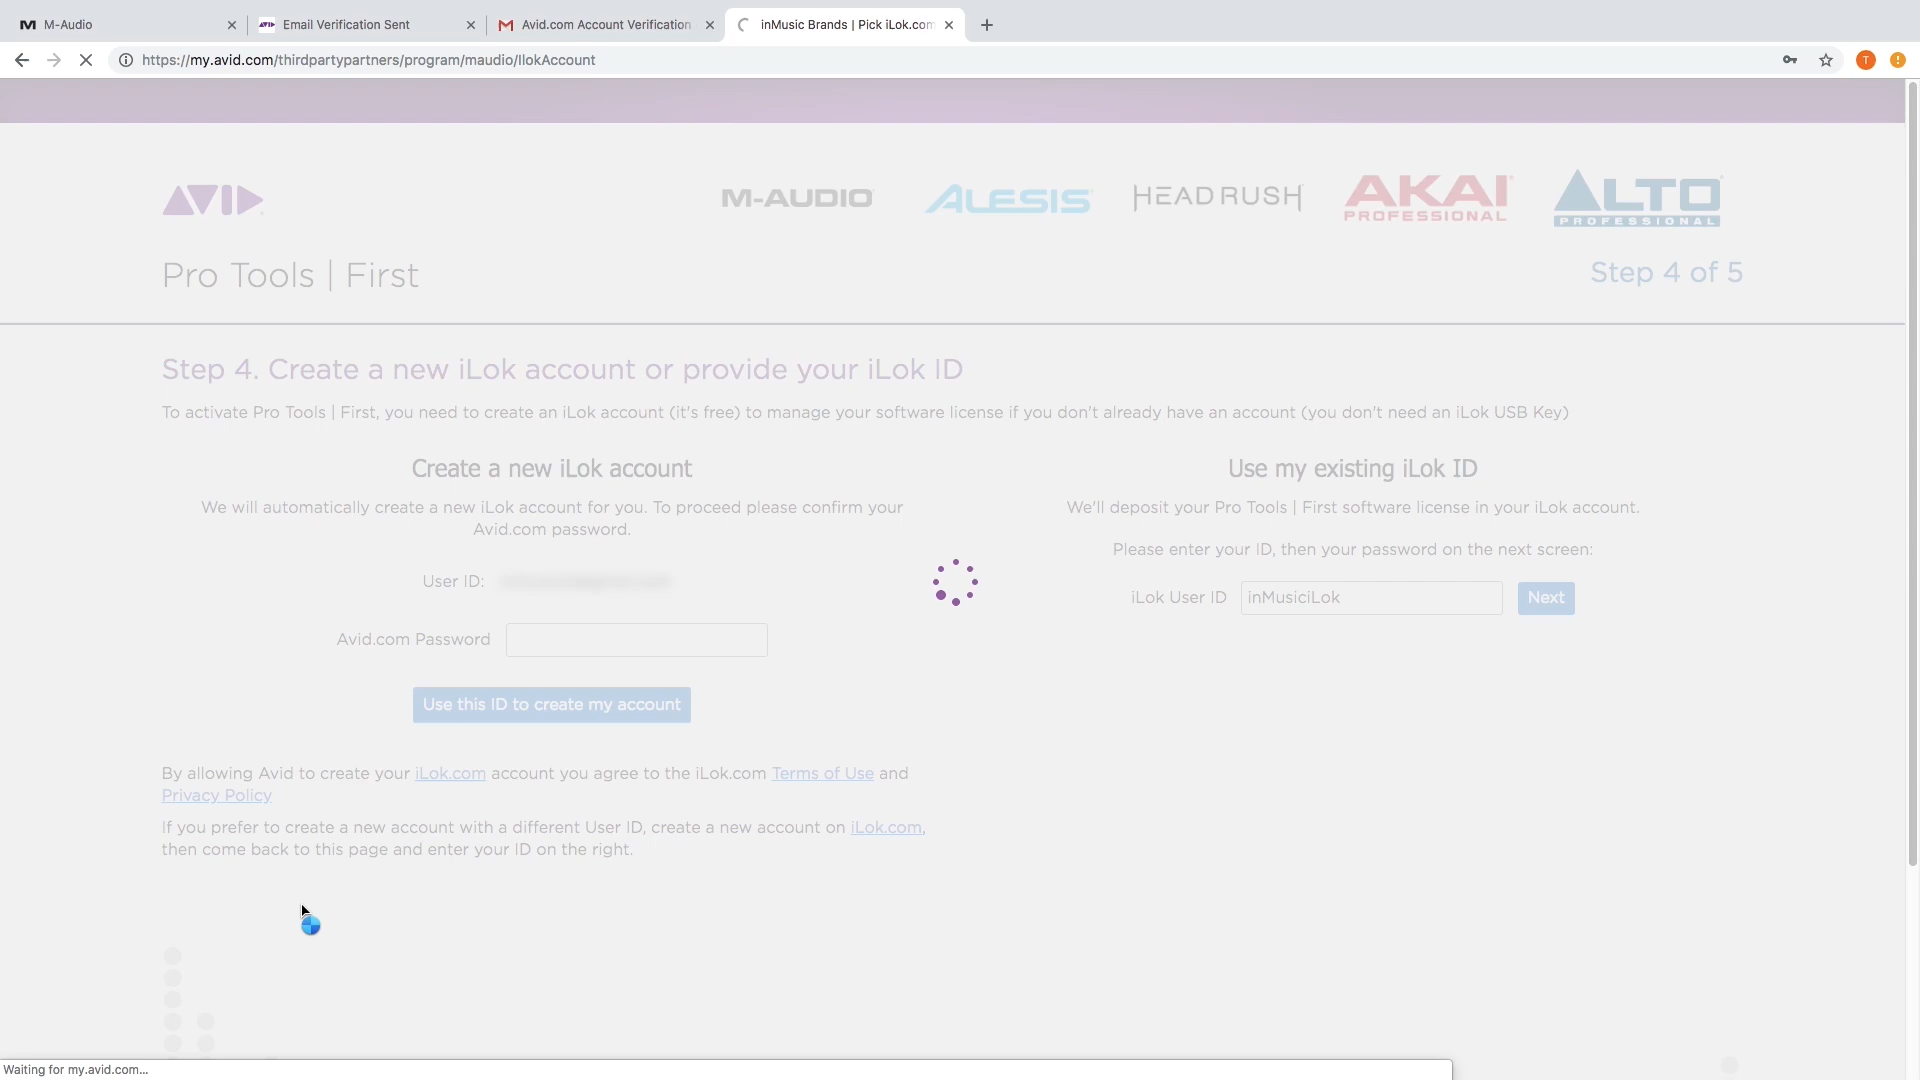 M-Audio
Email Verification Sent
Avid.com Account Verification
inMusic Brands | Pick iLok.com
https://my.avid.com/thirdpartypartners/program/maudio/IlokAccount
T
AVID
M-AUDIO
ALESIS
HEADRUSH
AKAI PROFESSIONAL
ALTO PROFESSIONAL
Pro Tools | First
Step 4 of 5
Step 4. Create a new iLok account or provide your iLok ID
To activate Pro Tools | First, you need to create an iLok account (it's free) to manage your software license if you don't already have an account (you don't need an iLok USB Key)
Create a new iLok account
We will automatically create a new iLok account for you. To proceed please confirm your
Avid.com password.
User ID:
Avid.com Password
Use this ID to create my account
By allowing Avid to create your iLok.com account you agree to the iLok.com Terms of Use and
Privacy Policy
If you prefer to create a new account with a different User ID, create a new account on iLok.com,
then come back to this page and enter your ID on the right.
Use my existing iLok ID
We'll deposit your Pro Tools | First software license in your iLok account.
Please enter your ID, then your password on the next screen:
iLok User ID
inMusiciLok
Next
Waiting for my.avid.com...